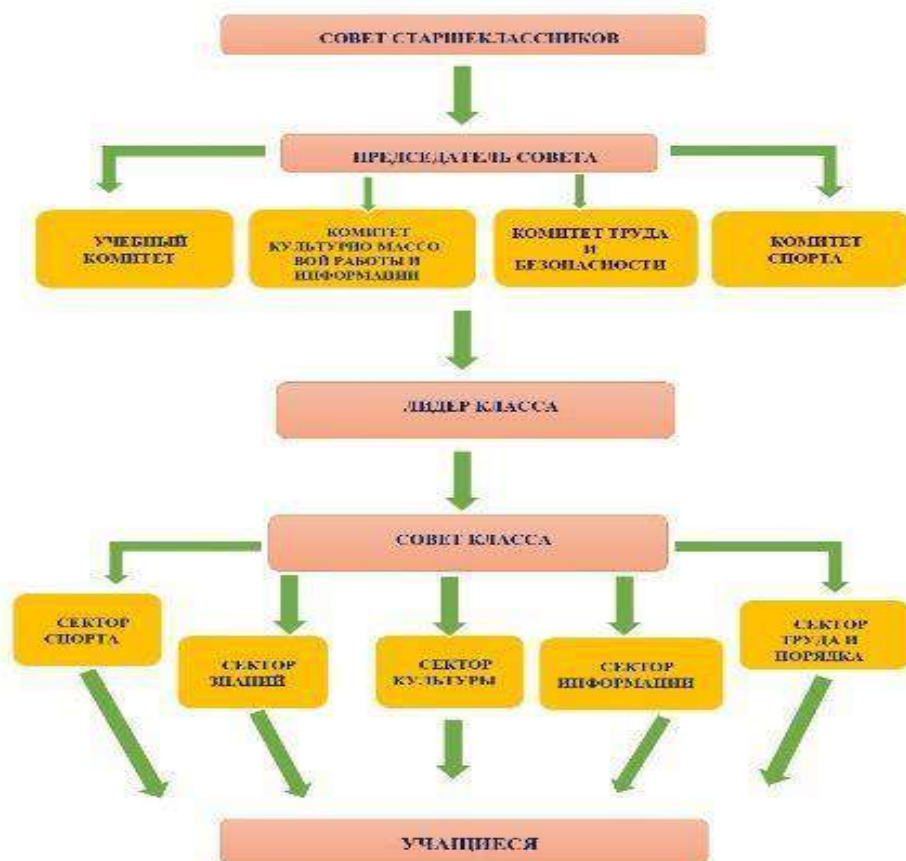 СОВЕТ СТАРШЕКЛАССНИКОВ
ПРЕДСЕДАТЕЛЬ СОВЕТА
УЧЕБНЫЙ
КОМИТЕТ
КОМИТЕТ
КУЛЬТУРНО МАССО
ВОЙ РАБОТЫ И
ИНФОРМАЦИИ
КОМИТЕТ ТРУДА
И
БЕЗОПАСНОСТИ
КОМИТЕТ
СПОРТА
ЛИДЕР КЛАССА
СОВЕТ КЛАССА
СЕКТОР
СПОРТА
СЕКТОР
ЗНАНИЙ
СЕКТОР
КУЛЬТУРЫ
СЕКТОР
ИНФОРМАЦИИ
СЕКТОР
ТРУДА И
ПОРЯДКА
УЧАЩИЕСЯ